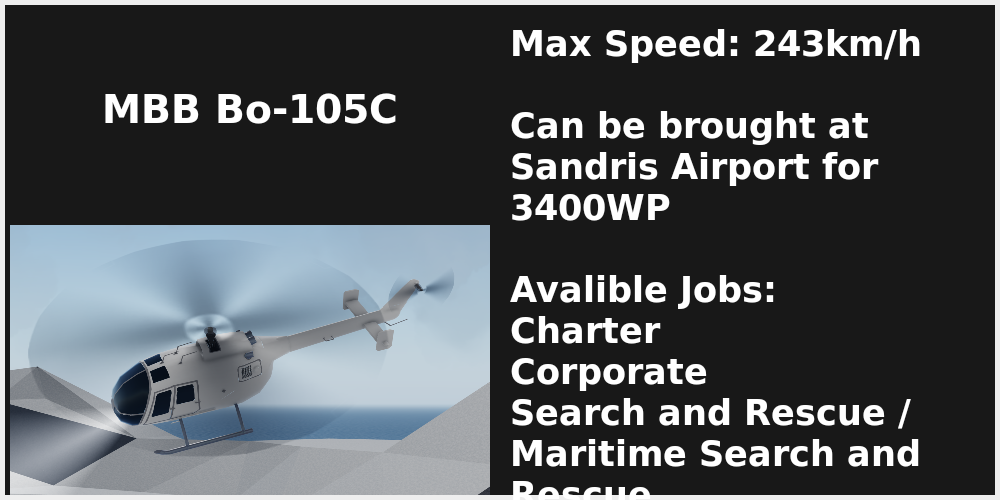 MBB Bo-105C
Max Speed: 243km/h
Can be brought at
Sandris Airport for
3400WP
Avalible Jobs:
Charter
Corporate
Search and Rescue /
Maritime Search and
Rescue